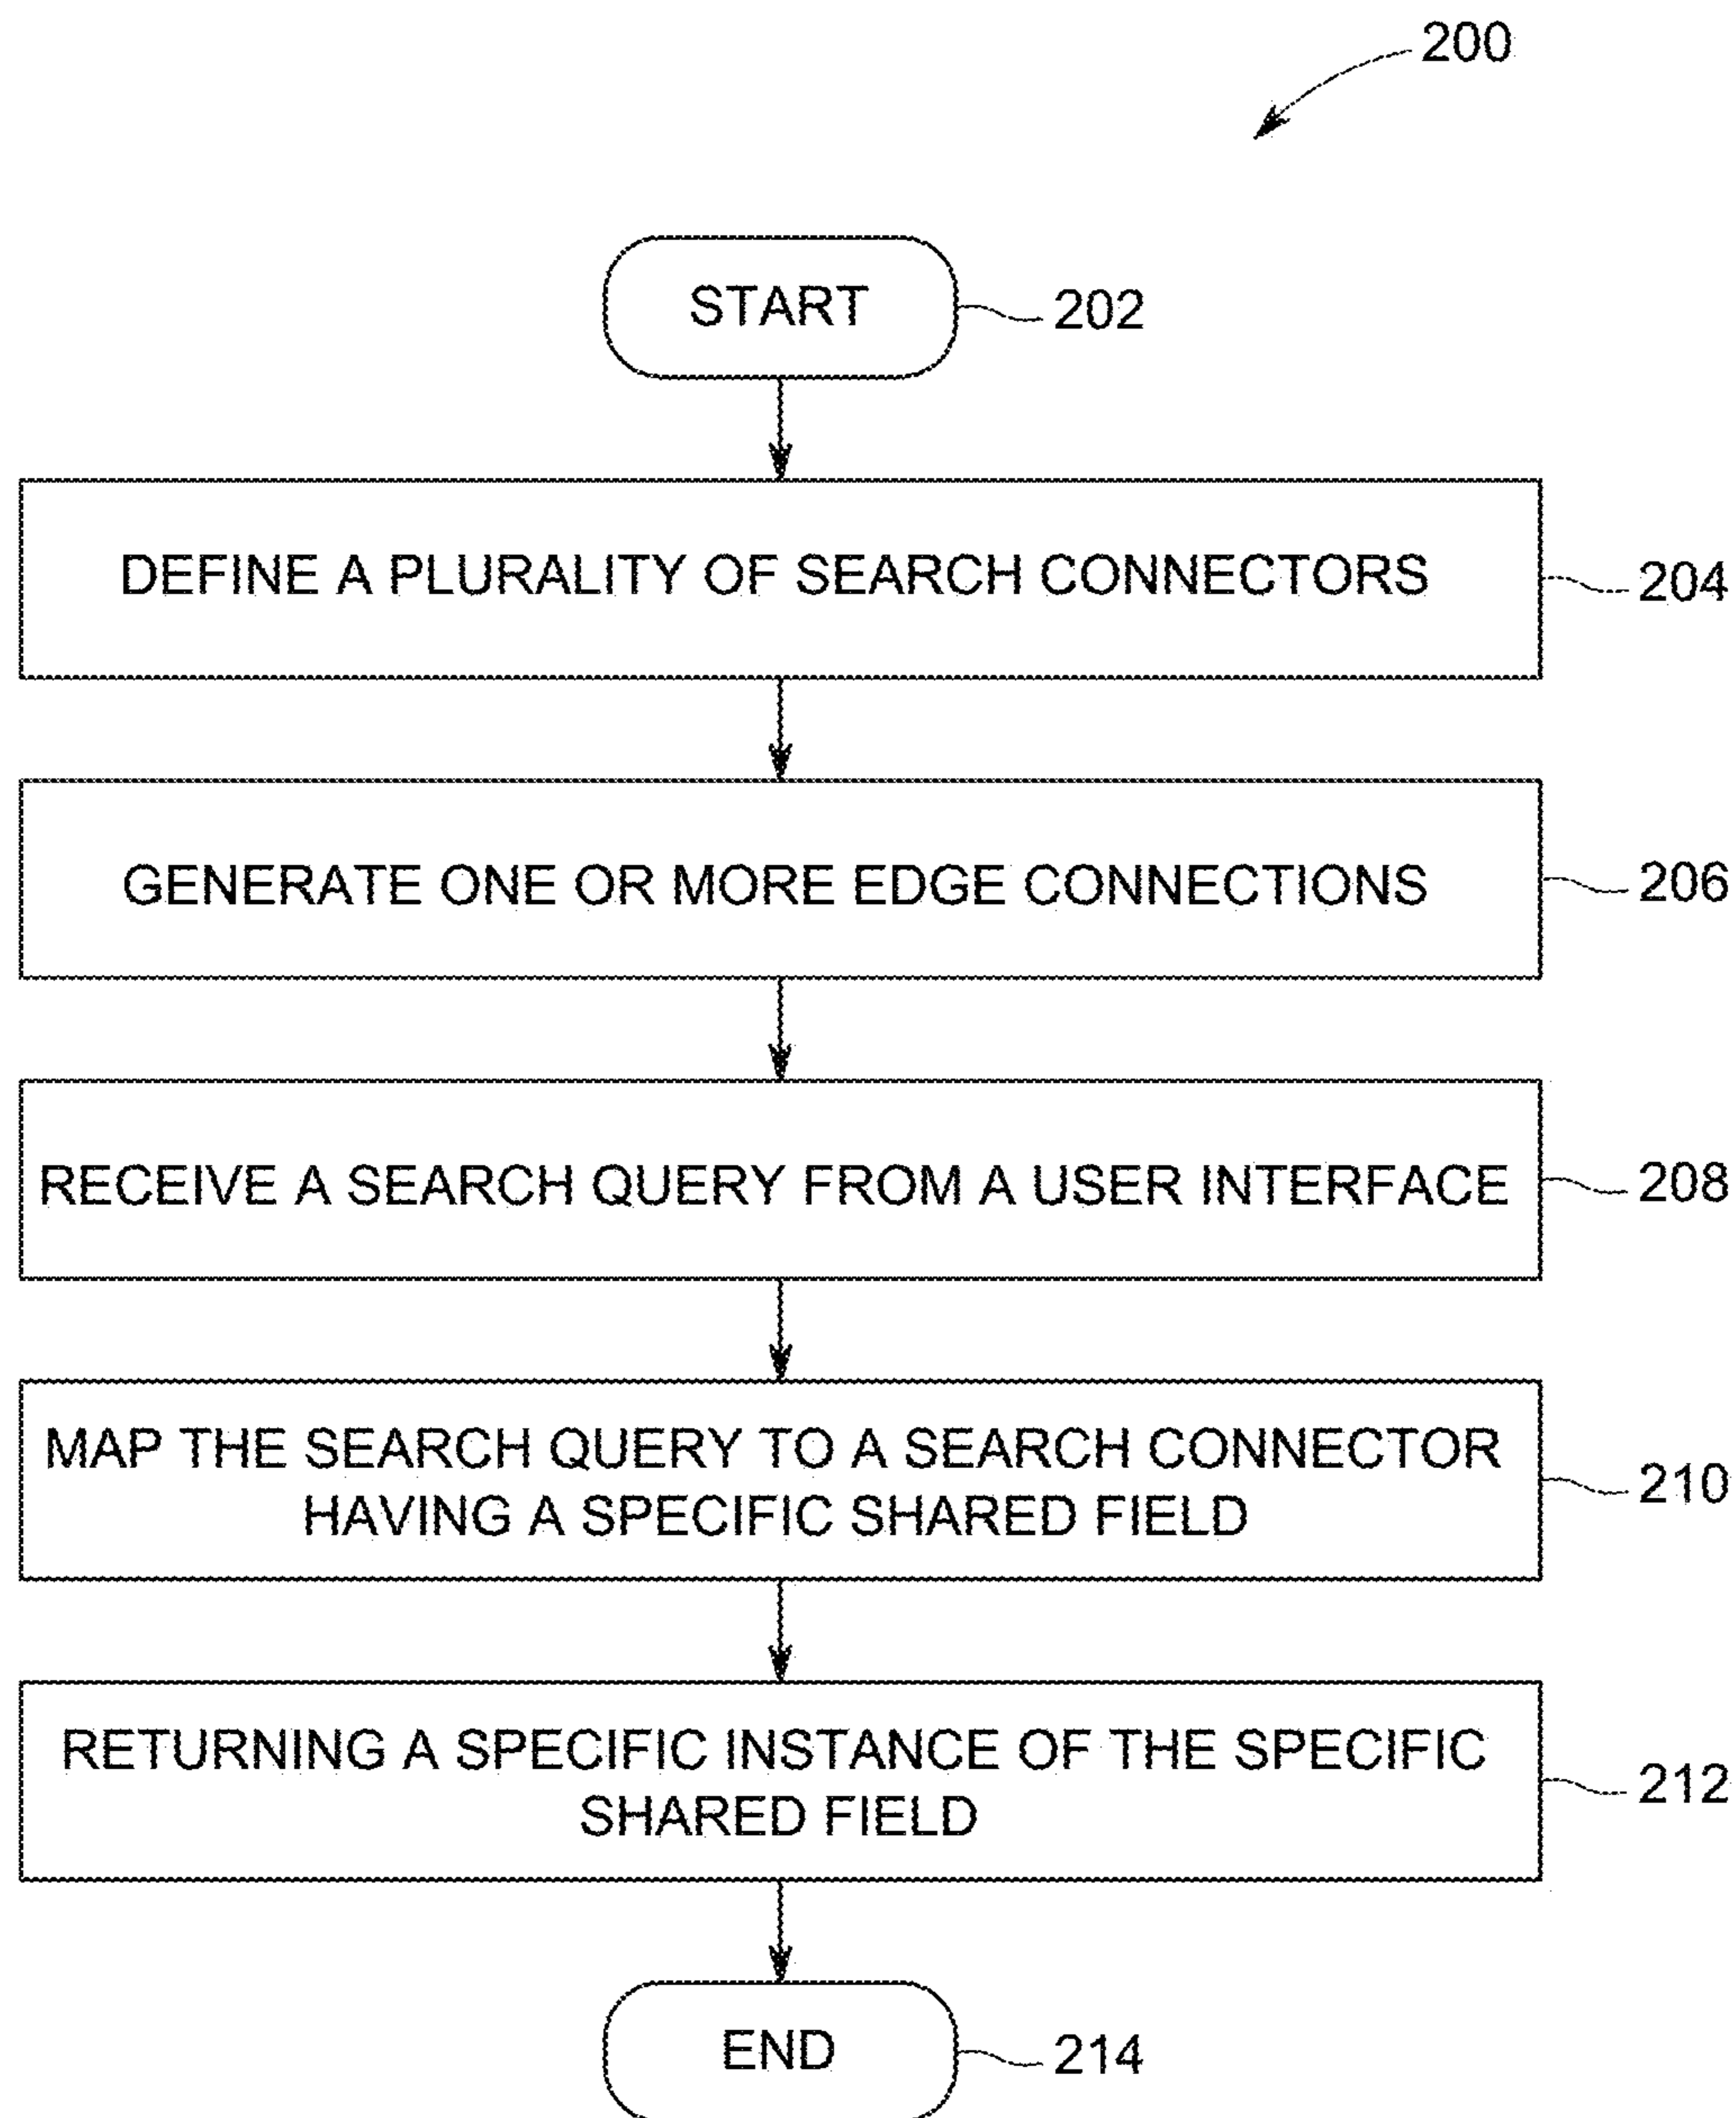 200
START
202
DEFINE A PLURALITY OF SEARCH CONNECTORS
204
GENERATE ONE OR MORE EDGE CONNECTIONS
206
RECEIVE A SEARCH QUERY FROM A USER INTERFACE
208
MAP THE SEARCH QUERY TO A SEARCH CONNECTOR
HAVING A SPECIFIC SHARED FIELD
210
RETURNING A SPECIFIC INSTANCE OF THE SPECIFIC
SHARED FIELD
212
END
214